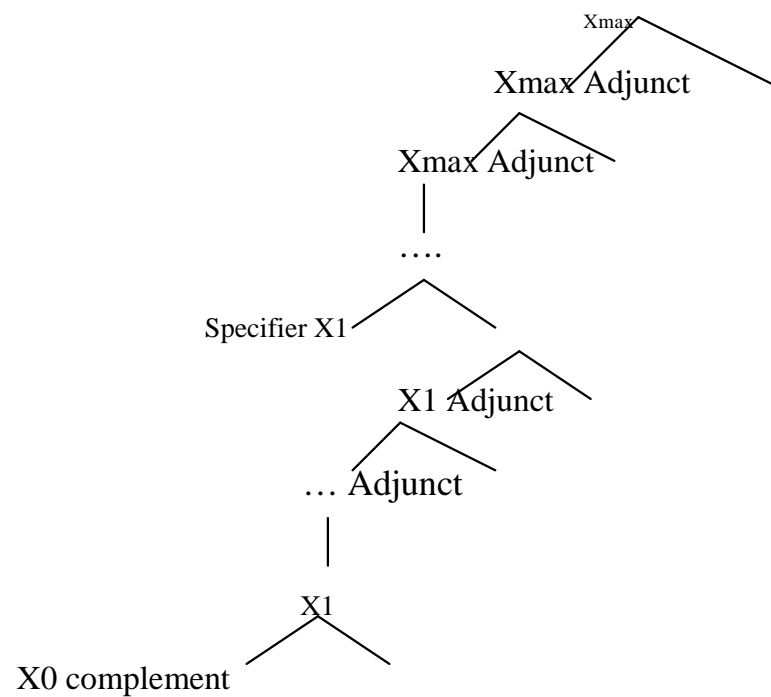 Xmax
Xmax Adjunct
Xmax Adjunct
….
Specifier X1
X1 Adjunct
… Adjunct
X1
X0 complement